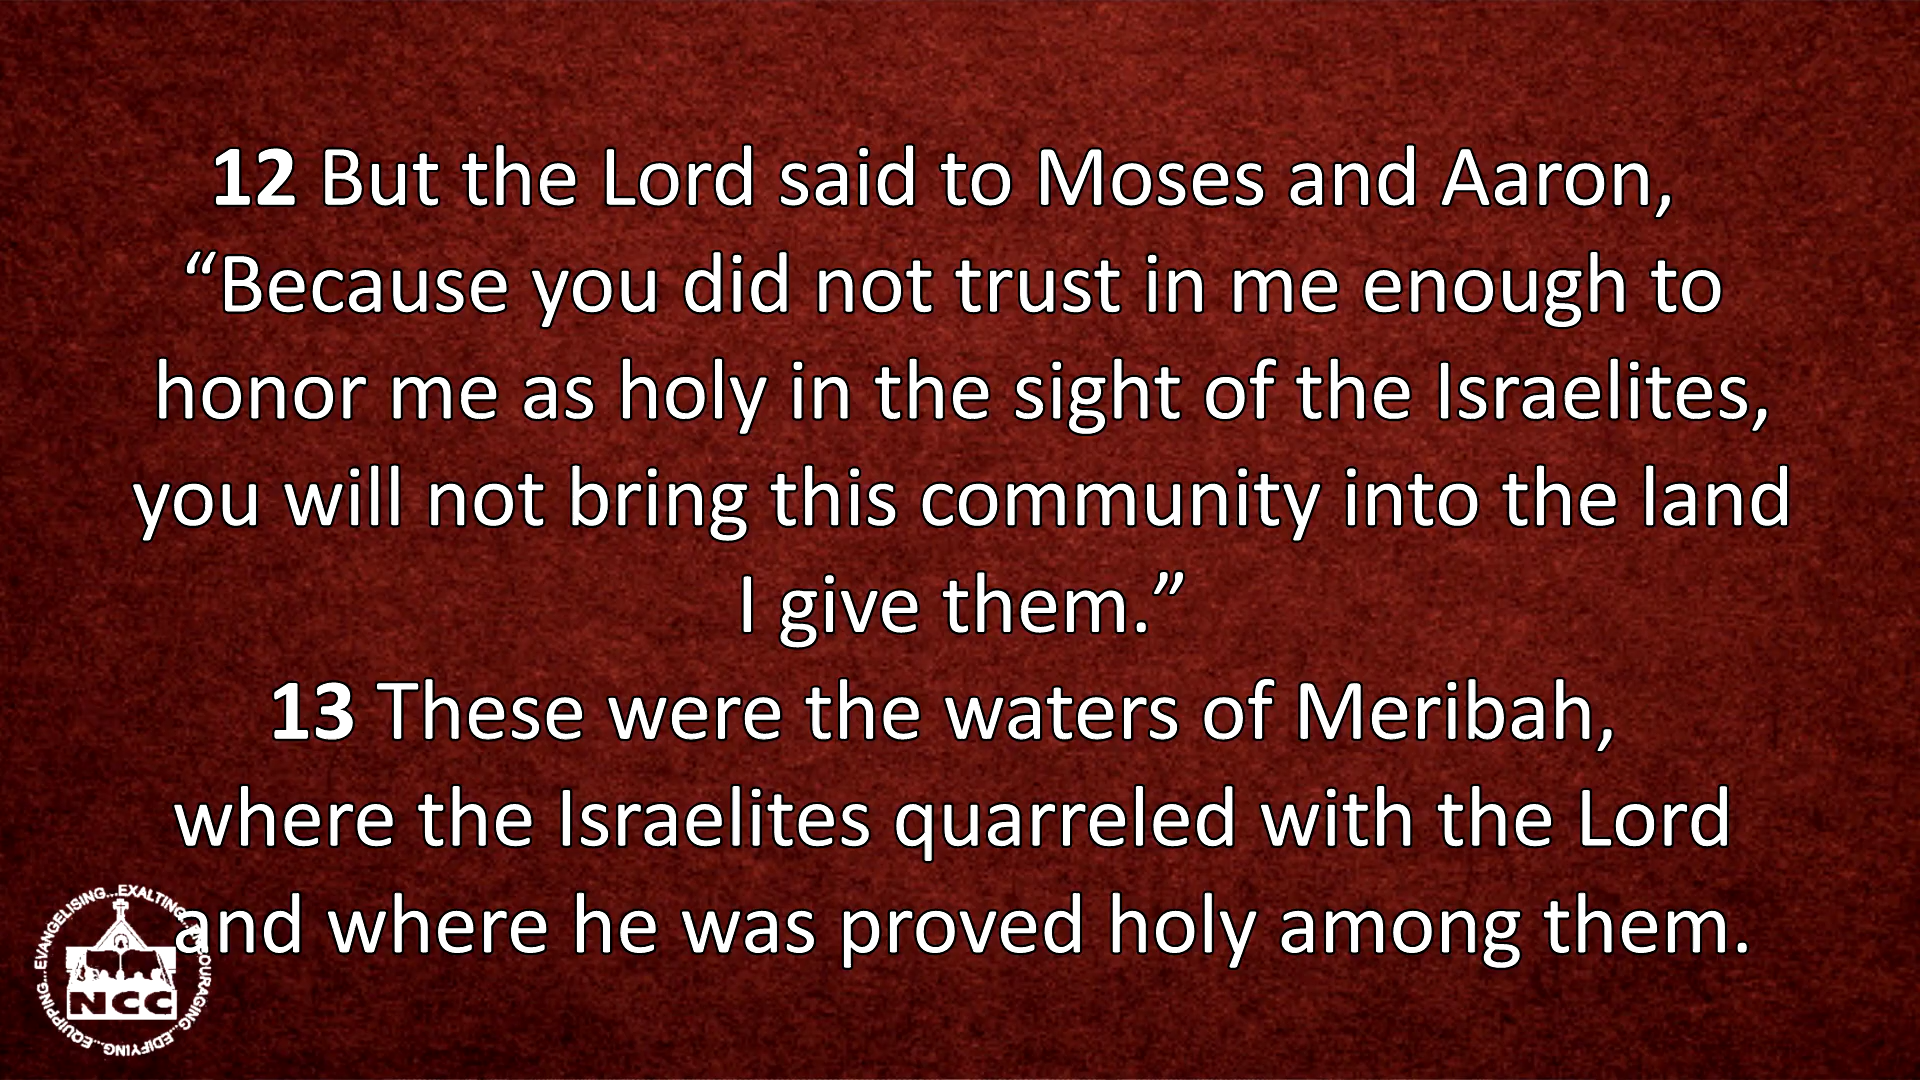 12 But the Lord said to Moses and Aaron,
“Because you did not trust in me enough to
honor me as holy in the sight of the Israelites,
you will not bring this community into the land
I give them.”
13 These were the waters of Meribah,
where the Israelites quarreled with the Lord
and where he was proved holy among them.
EQUIPPING...EVANGELISING...EXALTING...
EDIFYING...
NCC